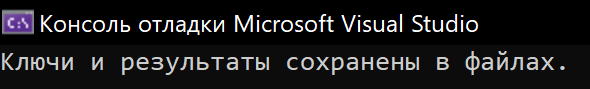 Консоль отладки Microsoft Visual Studio
Ключи и результаты сохранены в файлах.